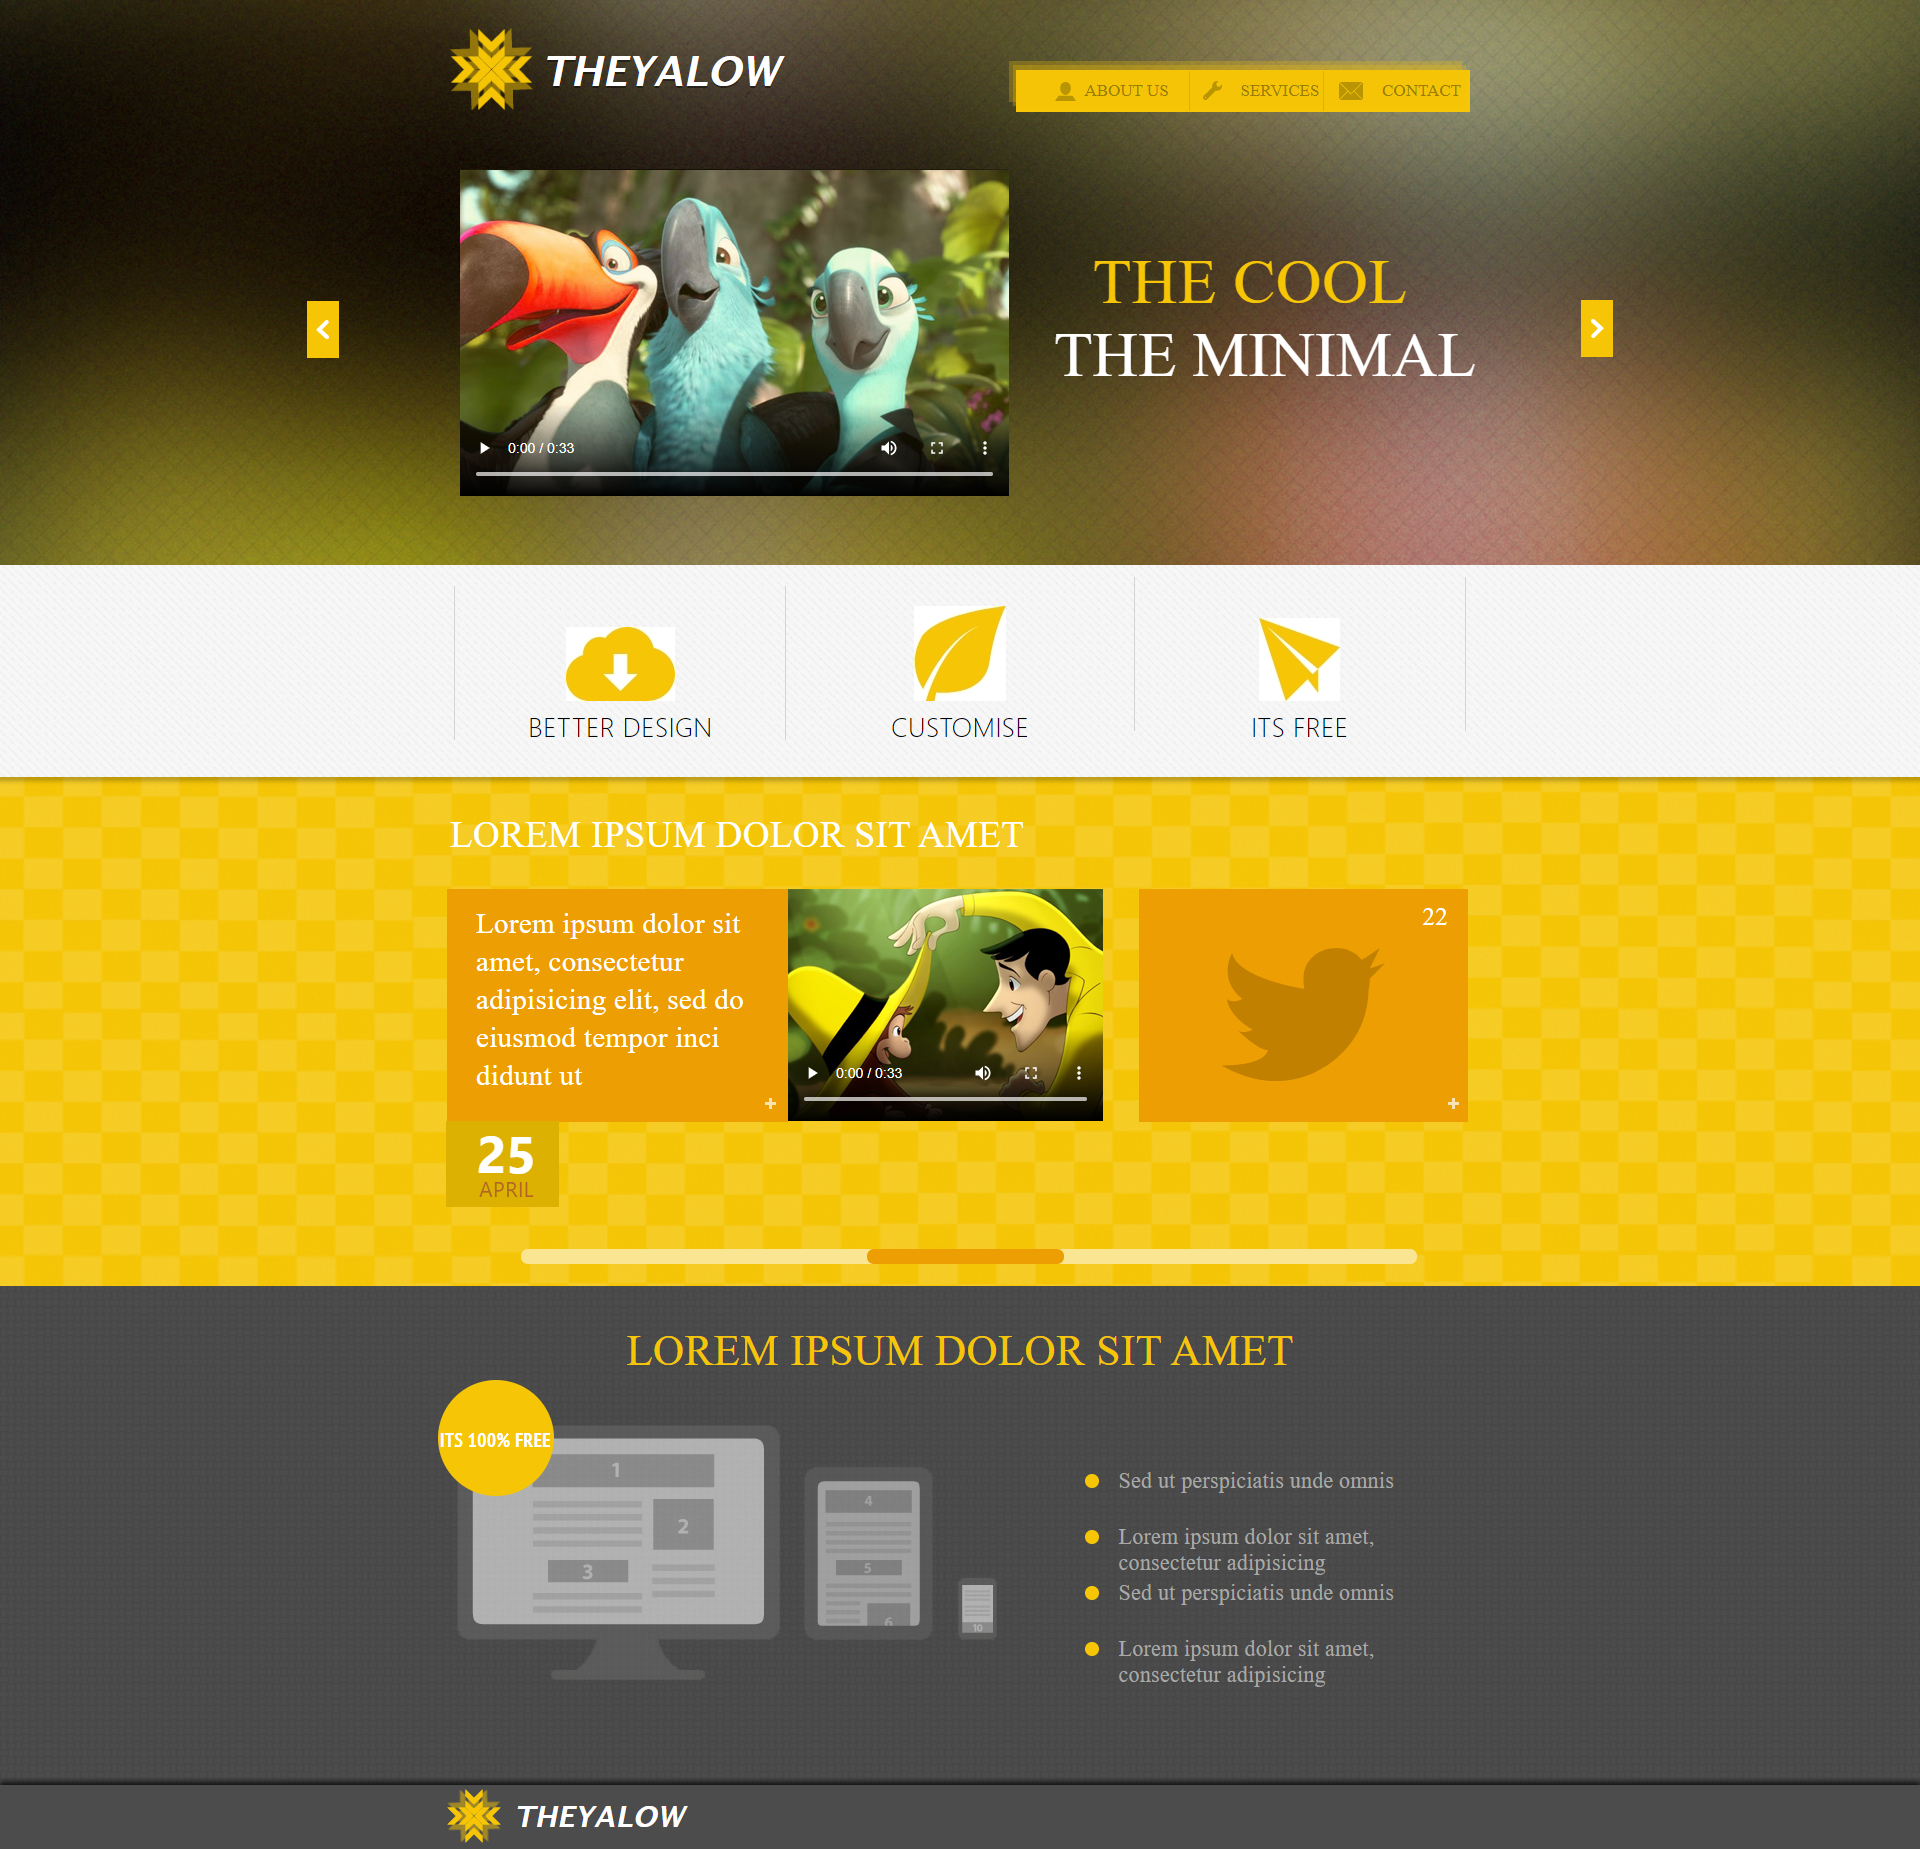 THEYALOW
ABOUT US
SERVICES
CONTACT
THE COOL
THE MINIMAL
0:00 / 0:33
BETTER DESIGN
CUSTOMISE
ITS FREE
LOREM IPSUM DOLOR SIT AMET
Lorem ipsum dolor sit
amet, consectetur
adipisicing elit, sed do
eiusmod tempor inci
didunt ut
0:00 / 0:33
22
25
APRIL
LOREM IPSUM DOLOR SIT AMET
ITS 100% FREE
1
2
3
4
5
6
10
Sed ut perspiciatis unde omnis
Lorem ipsum dolor sit amet,
consectetur adipisicing
Sed ut perspiciatis unde omnis
Lorem ipsum dolor sit amet,
consectetur adipisicing
THEYALOW